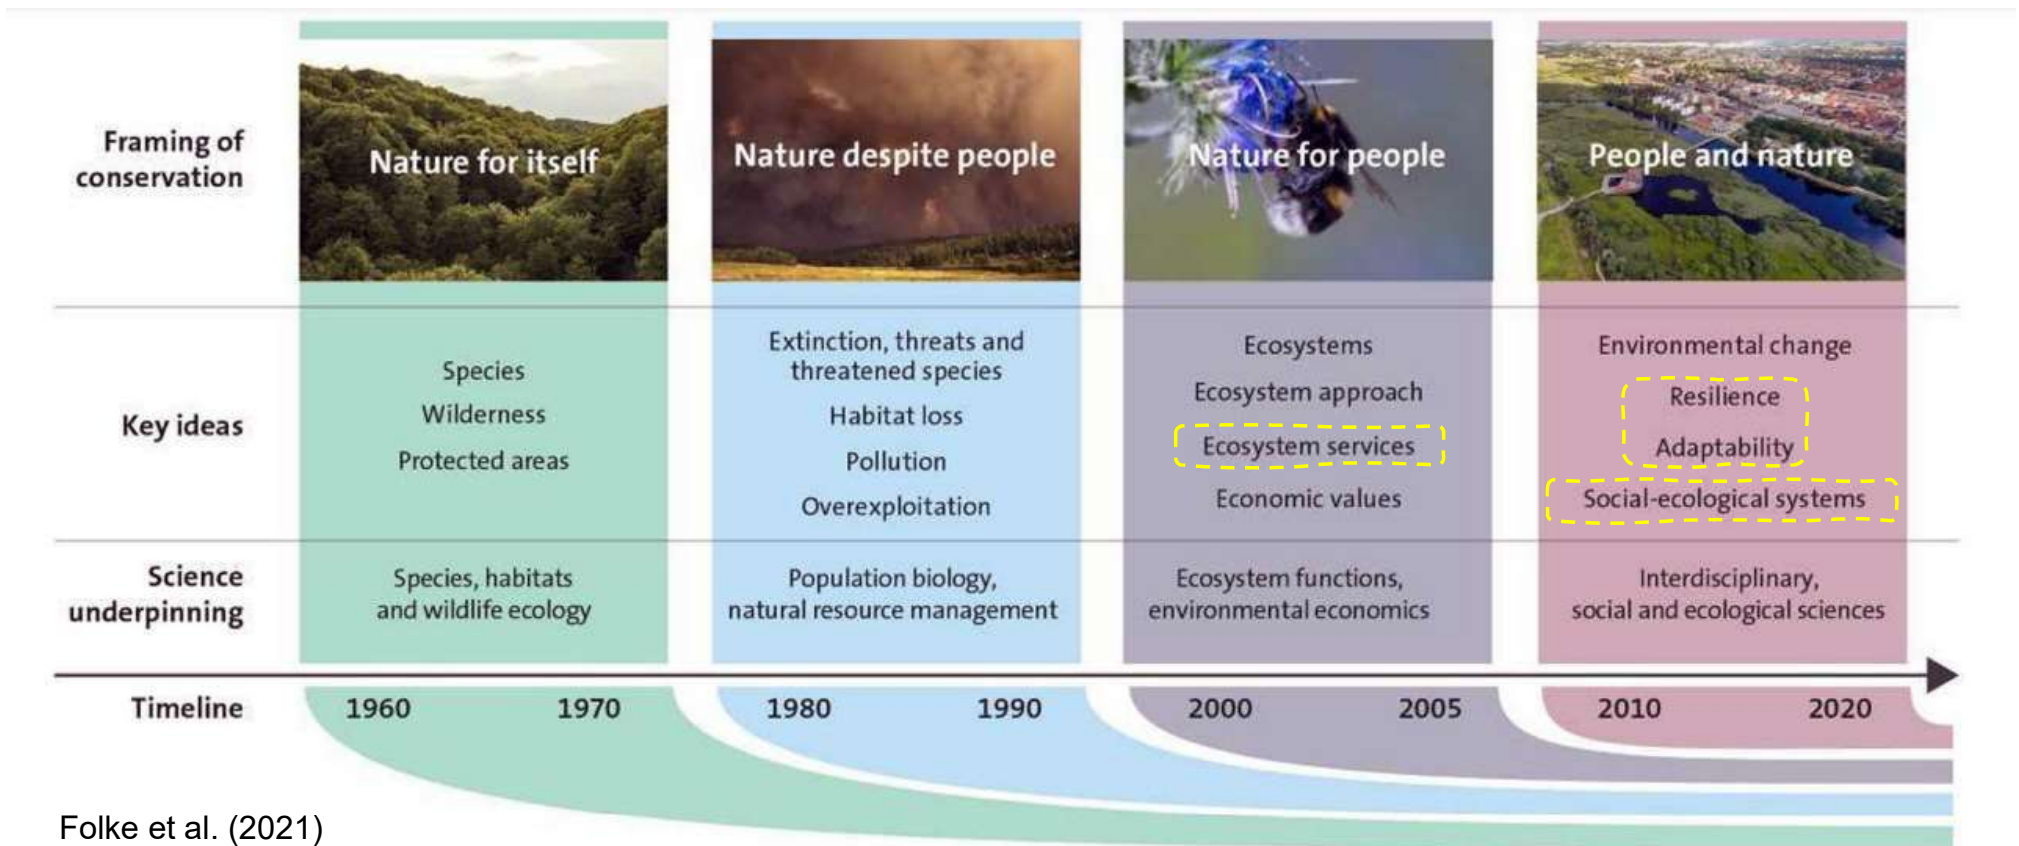 Framing of
conservation
Nature for itself
Nature despite people
Nature for people
People and nature
Key ideas
Species
Wilderness
Protected areas
Extinction, threats and
threatened species
Habitat loss
Pollution
Overexploitation
Ecosystems
Ecosystem approach
Ecosystem services
Economic values
Environmental change
Resilience
Adaptability
Social-ecological systems
Science
underpinning
Species, habitats
and wildlife ecology
Population biology,
natural resource management
Ecosystem functions,
environmental economics
Interdisciplinary,
social and ecological sciences
Timeline
1960 1970 1980 1990 2000 2005 2010 2020
Folke et al. (2021)